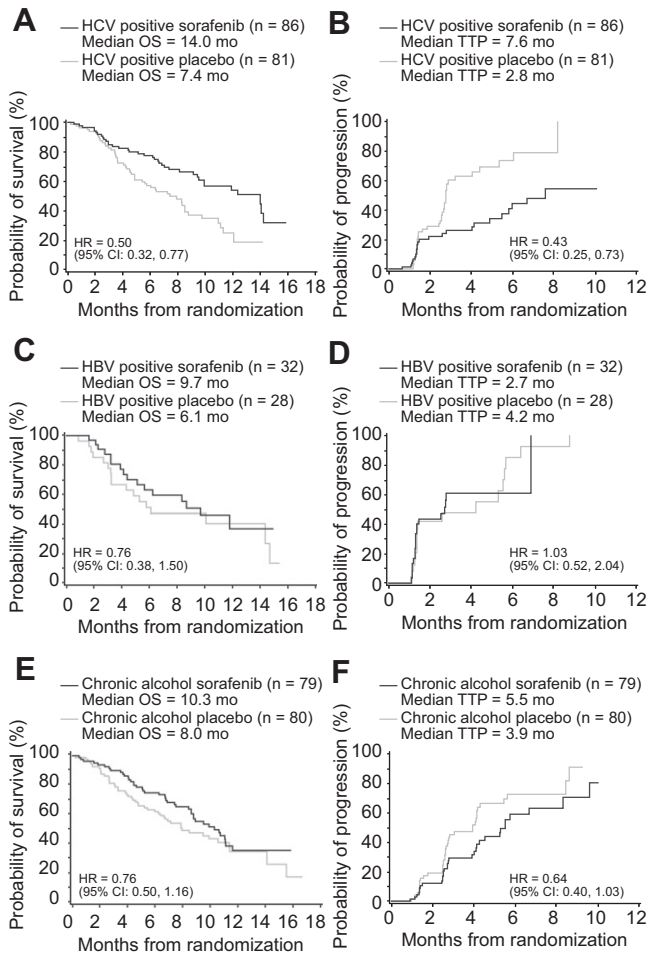 A
HCV positive sorafenib (n = 86)
Median OS = 14.0 mo
HCV positive placebo (n = 81)
Median OS = 7.4 mo
Probability of survival (%)
100
80
60
40
20
0
HR = 0.50
(95% CI: 0.32, 0.77)
0 2 4 6 8 10 12 14 16 18
Months from randomization
B
HCV positive sorafenib (n = 86)
Median TTP = 7.6 mo
HCV positive placebo (n = 81)
Median TTP = 2.8 mo
Probability of progression (%)
100
80
60
40
20
0
HR = 0.43
(95% CI: 0.25, 0.73)
0 2 4 6 8 10 12
Months from randomization
C
HBV positive sorafenib (n = 32)
Median OS = 9.7 mo
HBV positive placebo (n = 28)
Median OS = 6.1 mo
Probability of survival (%)
100
80
60
40
20
0
HR = 0.76
(95% CI: 0.38, 1.50)
0 2 4 6 8 10 12 14 16 18
Months from randomization
D
HBV positive sorafenib (n = 32)
Median TTP = 2.7 mo
HBV positive placebo (n = 28)
Median TTP = 4.2 mo
Probability of progression (%)
100
80
60
40
20
0
HR = 1.03
(95% CI: 0.52, 2.04)
0 2 4 6 8 10 12
Months from randomization
E
Chronic alcohol sorafenib (n = 79)
Median OS = 10.3 mo
Chronic alcohol placebo (n = 80)
Median OS = 8.0 mo
Probability of survival (%)
100
80
60
40
20
0
HR = 0.76
(95% CI: 0.50, 1.16)
0 2 4 6 8 10 12 14 16 18
Months from randomization
F
Chronic alcohol sorafenib (n = 79)
Median TTP = 5.5 mo
Chronic alcohol placebo (n = 80)
Median TTP = 3.9 mo
Probability of progression (%)
100
80
60
40
20
0
HR = 0.64
(95% CI: 0.40, 1.03)
0 2 4 6 8 10 12
Months from randomization